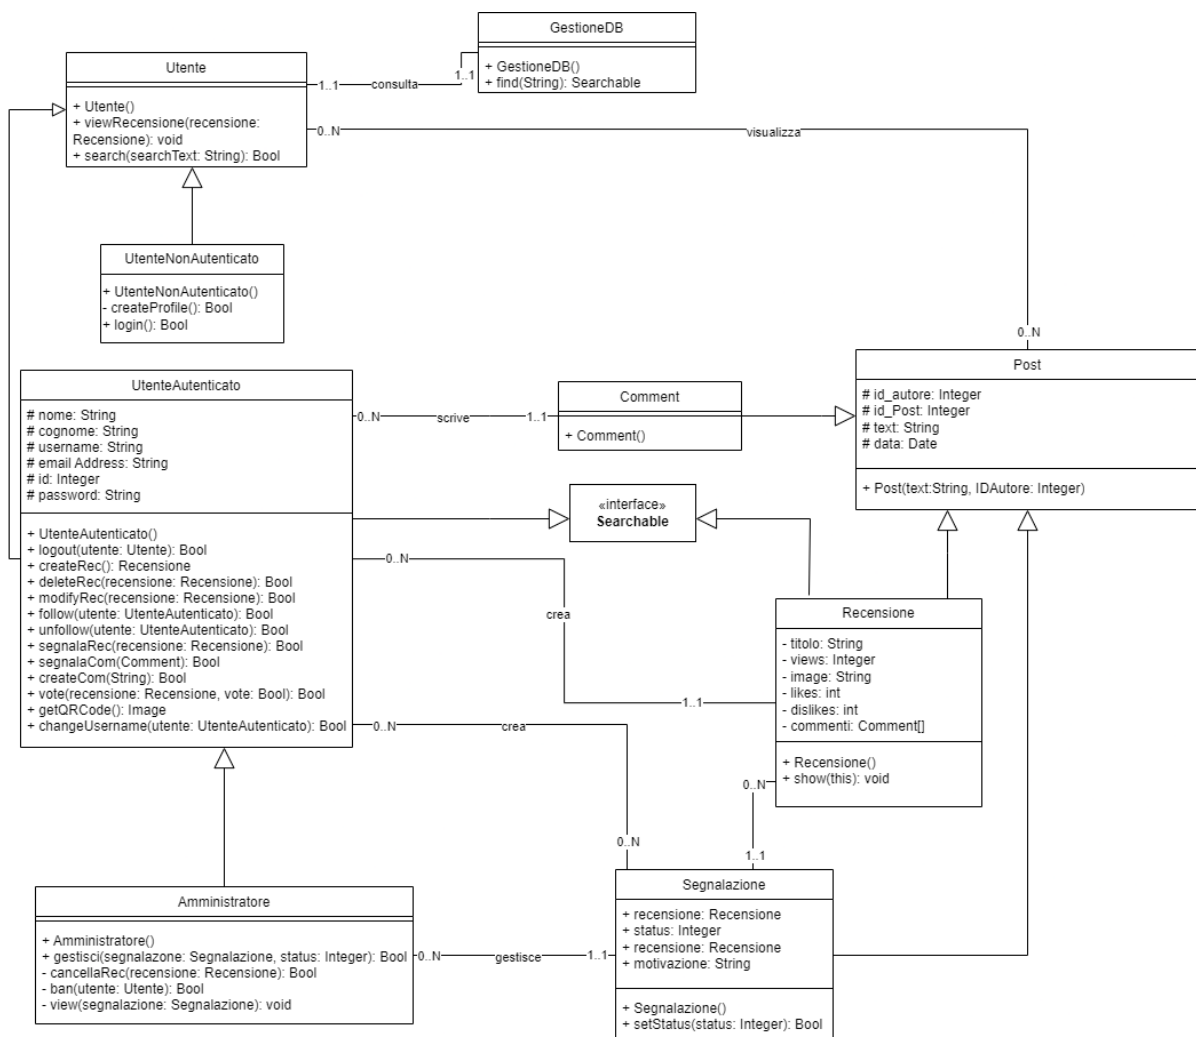 GestioneDB
+ GestioneDB()
+ find(String): Searchable
Utente
+ Utente()
+ viewRecensione(recensione:
Recensione): void
+ search(searchText: String): Bool
1..1
consulta
1..1
0..N
visualizza
0..N
UtenteNonAutenticato
+ UtenteNonAutenticato()
- createProfile(): Bool
+ login(): Bool
Post
# id_autore: Integer
# id_Post: Integer
# text: String
# data: Date
+ Post(text:String, IDAutore: Integer)
UtenteAutenticato
# nome: String
# cognome: String
# username: String
# email Address: String
# id: Integer
# password: String
+ UtenteAutenticato()
+ logout(utente: Utente): Bool
+ createRec(): Recensione
+ deleteRec(recensione: Recensione): Bool
+ modifyRec(recensione: Recensione): Bool
+ follow(utente: UtenteAutenticato): Bool
+ unfollow(utente: UtenteAutenticato): Bool
+ segnalaRec(recensione: Recensione): Bool
+ segnalaCom(Comment): Bool
+ createCom(String): Bool
+ vote(recensione: Recensione, vote: Bool): Bool
+ getQRCode(): Image
+ changeUsername(utente: UtenteAutenticato): Bool
0..N
scrive
1..1
Comment
+ Comment()
«interface»
Searchable
0..N
crea
1..1
Recensione
- titolo: String
- views: Integer
- image: String
- likes: int
- dislikes: int
- commenti: Comment[]
+ Recensione()
+ show(this): void
0..N
crea
0..N
0..N
1..1
Amministratore
+ Amministratore()
+ gestisci(segnalazone: Segnalazione, status: Integer): Bool
- cancellaRec(recensione: Recensione): Bool
- ban(utente: Utente): Bool
- view(segnalazione: Segnalazione): void
0..N
gestisce
1..1
Segnalazione
+ recensione: Recensione
+ status: Integer
+ recensione: Recensione
+ motivazione: String
+ Segnalazione()
+ setStatus(status: Integer): Bool